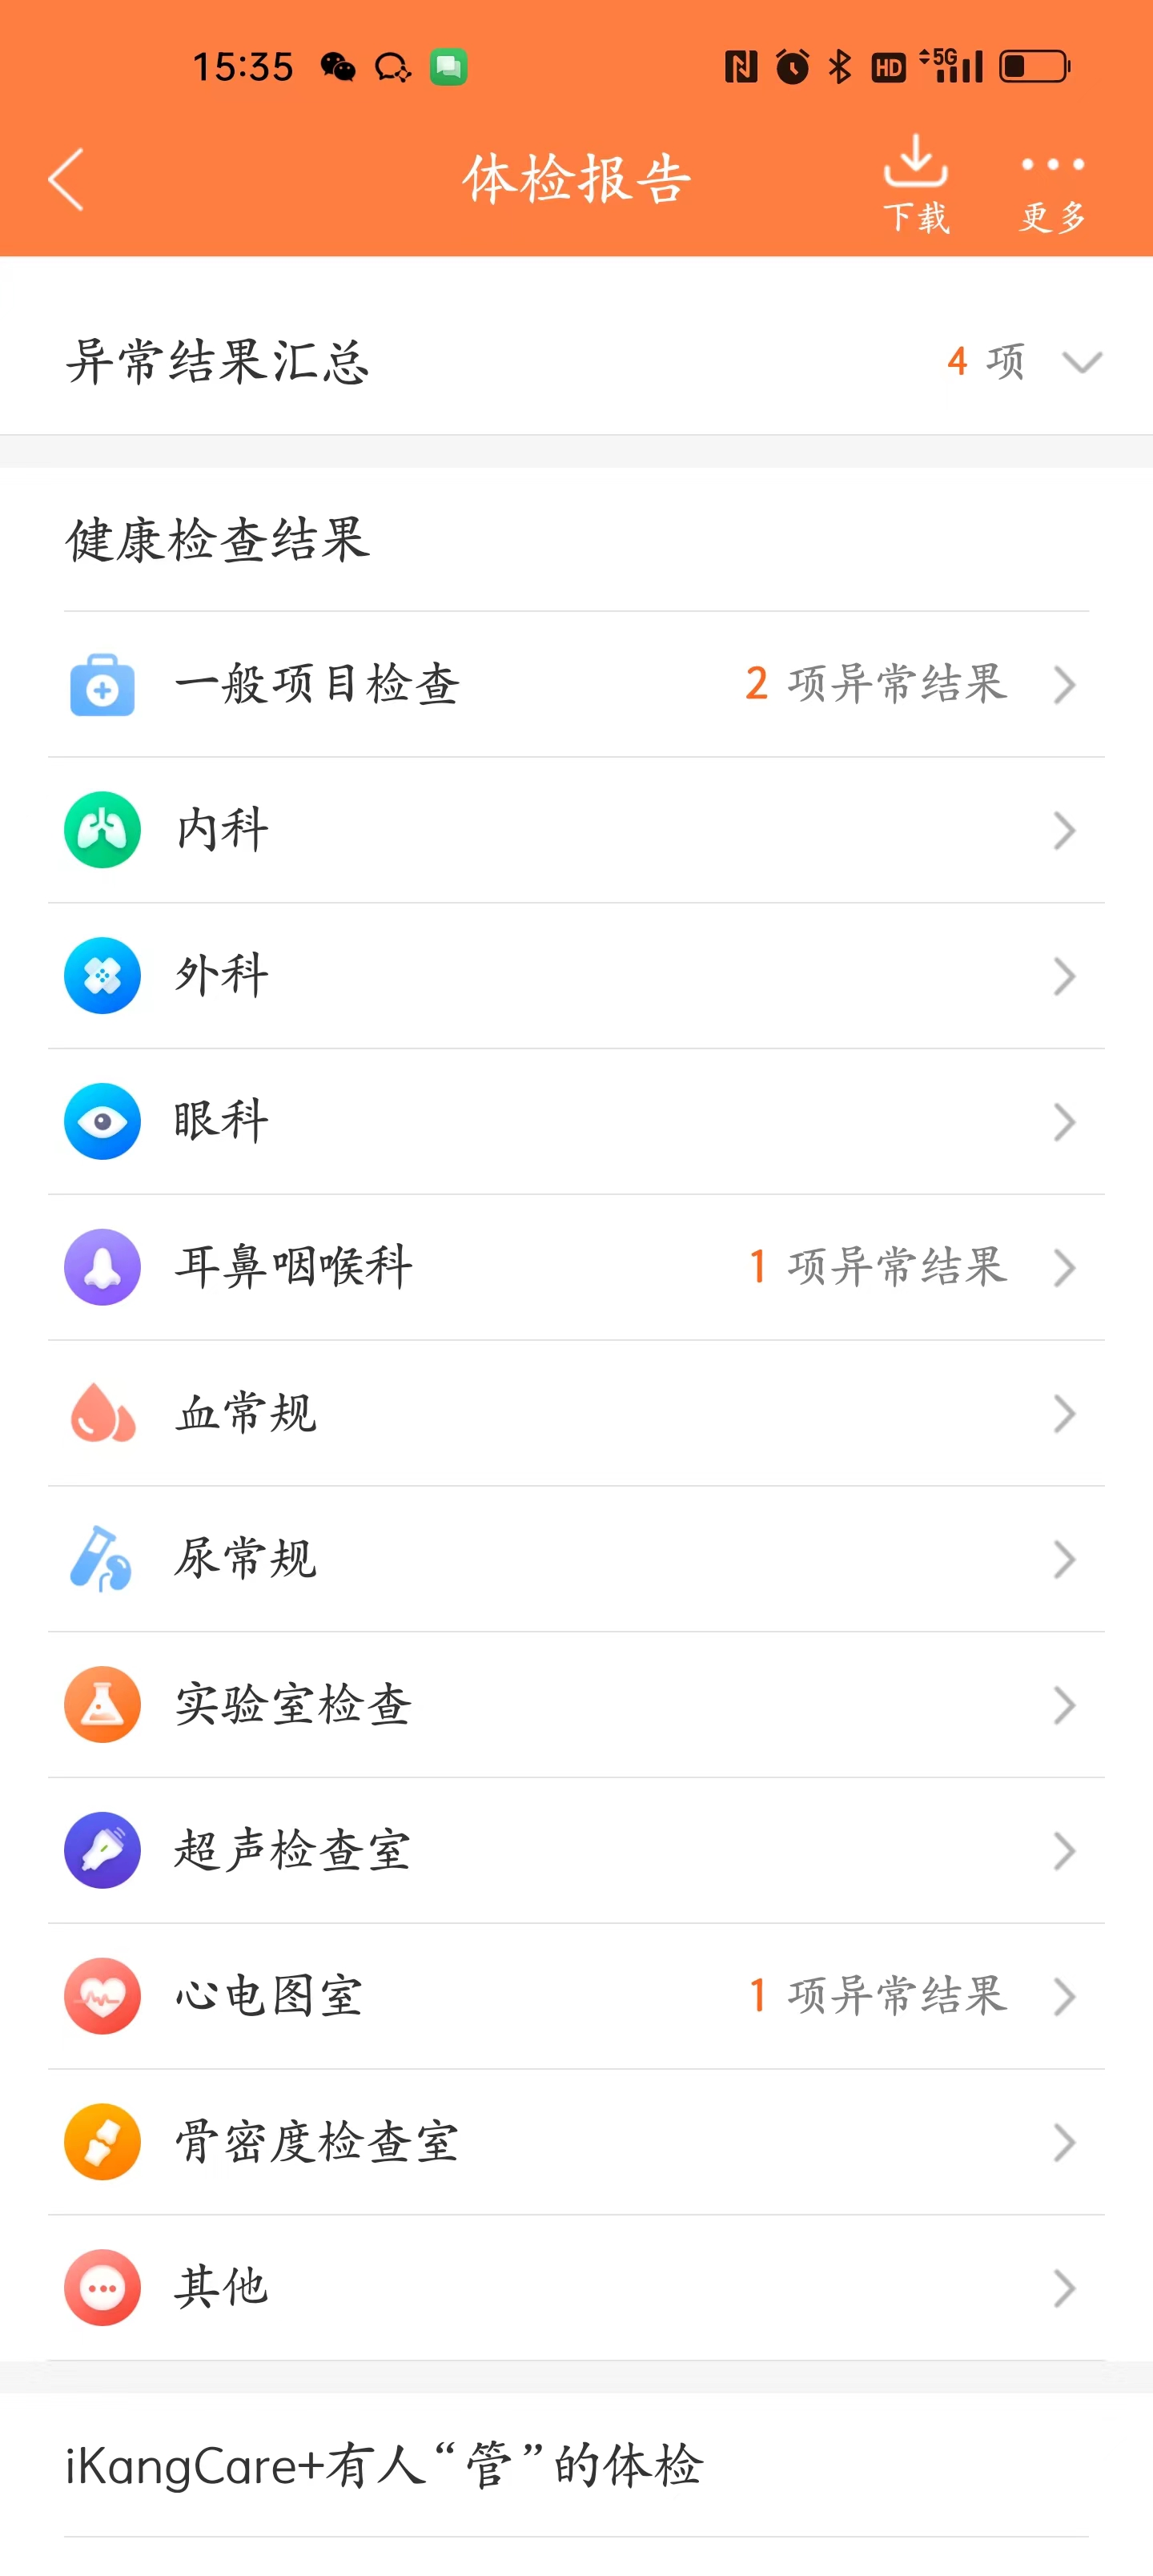 15:35
HD 5G
体检报告
下载
更多
异常结果汇总
4 项
健康检查结果
一般项目检查
2 项异常结果
内科
外科
眼科
耳鼻咽喉科
1 项异常结果
血常规
尿常规
实验室检查
超声检查室
心电图室
1 项异常结果
骨密度检查室
其他
iKangCare+有人“管”的体检